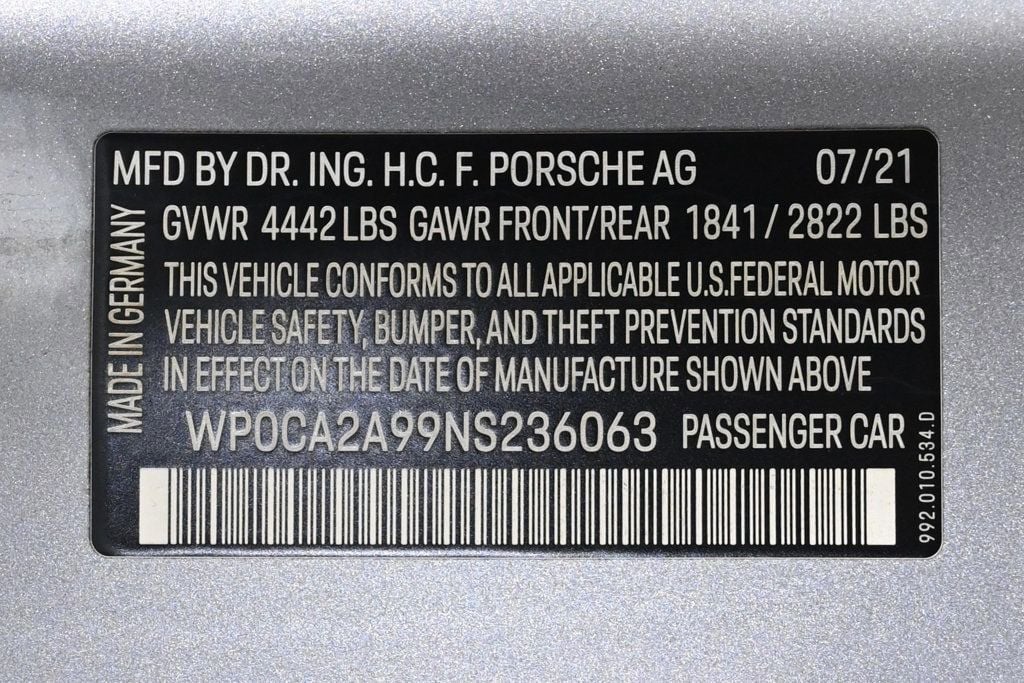 MFD BY DR. ING. H.C. F. PORSCHE AG 07/21
GVWR 4442 LBS GAWR FRONT/REAR 1841 / 2822 LBS
THIS VEHICLE CONFORMS TO ALL APPLICABLE U.S. FEDERAL MOTOR
VEHICLE SAFETY, BUMPER, AND THEFT PREVENTION STANDARDS
IN EFFECT ON THE DATE OF MANUFACTURE SHOWN ABOVE
WP0CA2A99NS236063 PASSENGER CAR
MADE IN GERMANY
992.010.534.D